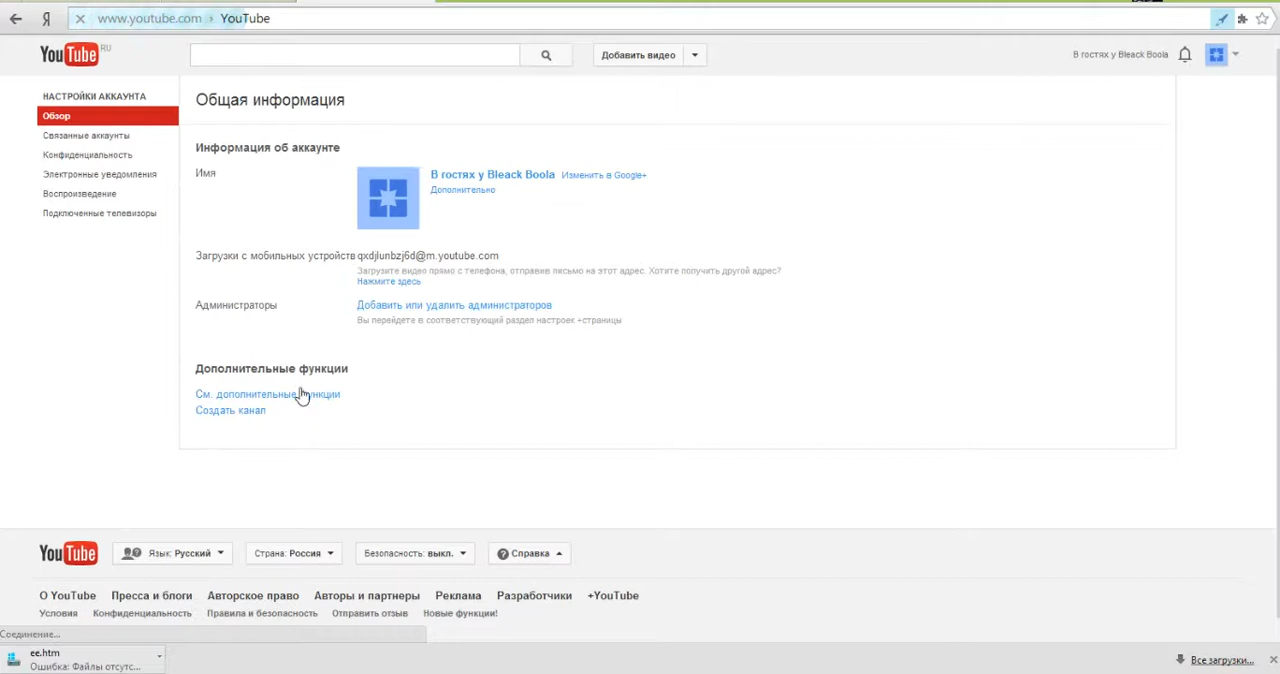 www.youtube.com › YouTube
YouTube RU
Добавить видео
В гостях у Bleack Boola
НАСТРОЙКИ АККАУНТА
Обзор
Связанные аккаунты
Конфиденциальность
Электронные уведомления
Воспроизведение
Подключенные телевизоры
Общая информация
Информация об аккаунте
Имя
В гостях у Bleack Boola Изменить в Google+
Дополнительно
Загрузки с мобильных устройств qxdjlunbzj6d@m.youtube.com
Загрузите видео прямо с телефона, отправив письмо на этот адрес. Хотите получить другой адрес?
Нажмите здесь
Администраторы Добавить или удалить администраторов
Вы перейдете в соответствующий раздел настроек +страницы
Дополнительные функции
См. дополнительные функции
Создать канал
YouTube Язык: Русский Страна: Россия Безопасность: выкл. Справка
О YouTube Пресса и блоги Авторское право Авторы и партнеры Реклама Разработчики +YouTube
Условия Конфиденциальность Правила и безопасность Отправить отзыв Новые функции!
Соединение...
ee.htm
Ошибка: Файлы отсутс...
Все загрузки...